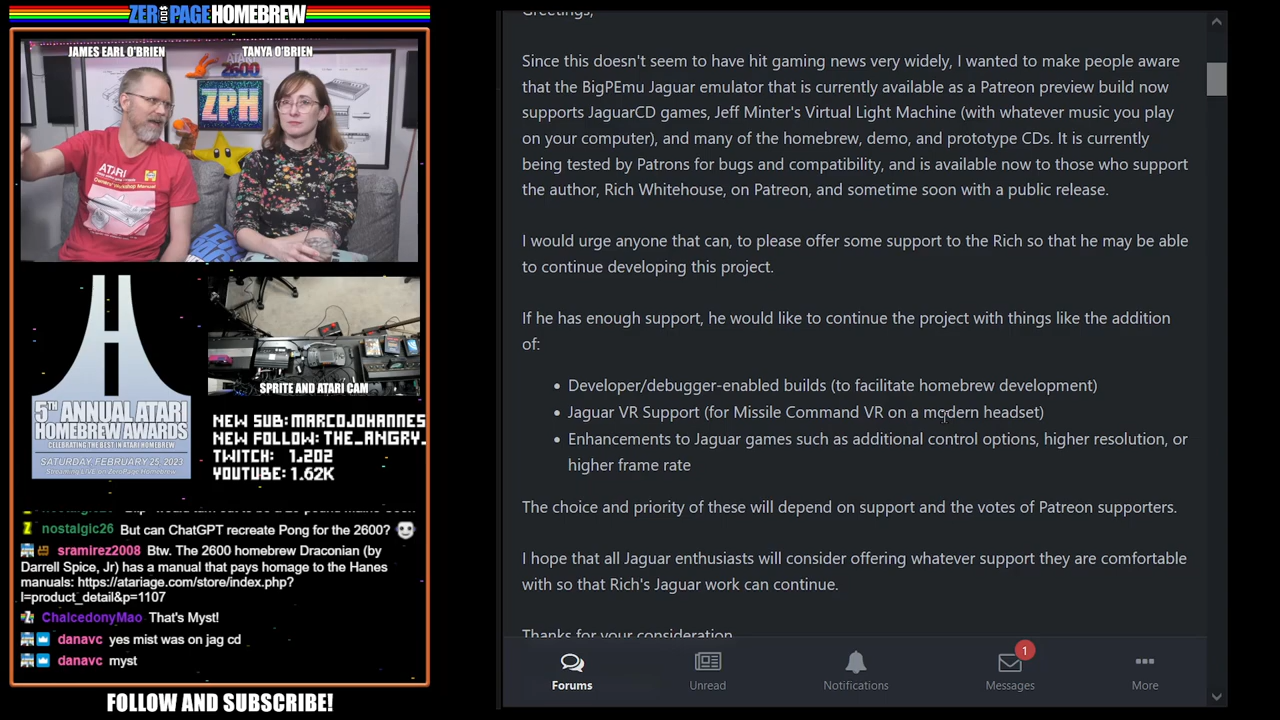 ZEROPAGE HOMEBREW
JAMES EARL O'BRIEN
TANYA O'BRIEN
ATARI
2600
ZPH
ATARI
Owners' Workshop Manual
5TH ANNUAL ATARI
HOMEBREW AWARDS
CELEBRATING THE BEST IN ATARI HOMEBREW
SATURDAY, FEBRUARY 25, 2023
Streaming LIVE on ZeroPage Homebrew
SPRITE AND ATARI CAM
NEW SUB: MARCOJOHANNES
NEW FOLLOW: THE_ANGRY_
TWITCH: 1,202
YOUTUBE: 1.62K
nostalgic26 But can ChatGPT recreate Pong for the 2600?
sramirez2008 Btw. The 2600 homebrew Draconian (by
Darrell Spice, Jr) has a manual that pays homage to the Hanes
manuals: https://atariage.com/store/index.php?
l=product_detail&p=1107
ChalcedonyMao That's Myst!
danavc yes mist was on jag cd
danavc myst
FOLLOW AND SUBSCRIBE!
Greetings,
Since this doesn't seem to have hit gaming news very widely, I wanted to make people aware
that the BigPEmu Jaguar emulator that is currently available as a Patreon preview build now
supports JaguarCD games, Jeff Minter's Virtual Light Machine (with whatever music you play
on your computer), and many of the homebrew, demo, and prototype CDs. It is currently
being tested by Patrons for bugs and compatibility, and is available now to those who support
the author, Rich Whitehouse, on Patreon, and sometime soon with a public release.
I would urge anyone that can, to please offer some support to the Rich so that he may be able
to continue developing this project.
If he has enough support, he would like to continue the project with things like the addition
of:
• Developer/debugger-enabled builds (to facilitate homebrew development)
• Jaguar VR Support (for Missile Command VR on a modern headset)
• Enhancements to Jaguar games such as additional control options, higher resolution, or
higher frame rate
The choice and priority of these will depend on support and the votes of Patreon supporters.
I hope that all Jaguar enthusiasts will consider offering whatever support they are comfortable
with so that Rich's Jaguar work can continue.
Thanks for your consideration
1
Forums
Unread
Notifications
Messages
More